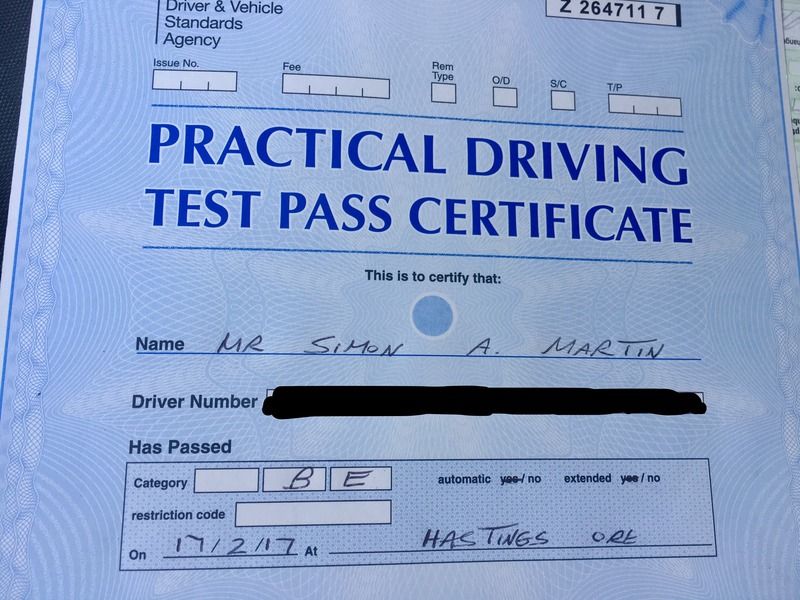 Driver & Vehicle
Standards
Agency
Z 264711 7
Issue No. Fee Rem Type O/D S/C T/P
PRACTICAL DRIVING
TEST PASS CERTIFICATE
This is to certify that:
Name MR SIMON A. MARTIN
Driver Number
Has Passed
Category B E automatic yes / no extended yes / no
restriction code
On 17/2/17 At HASTINGS ORE